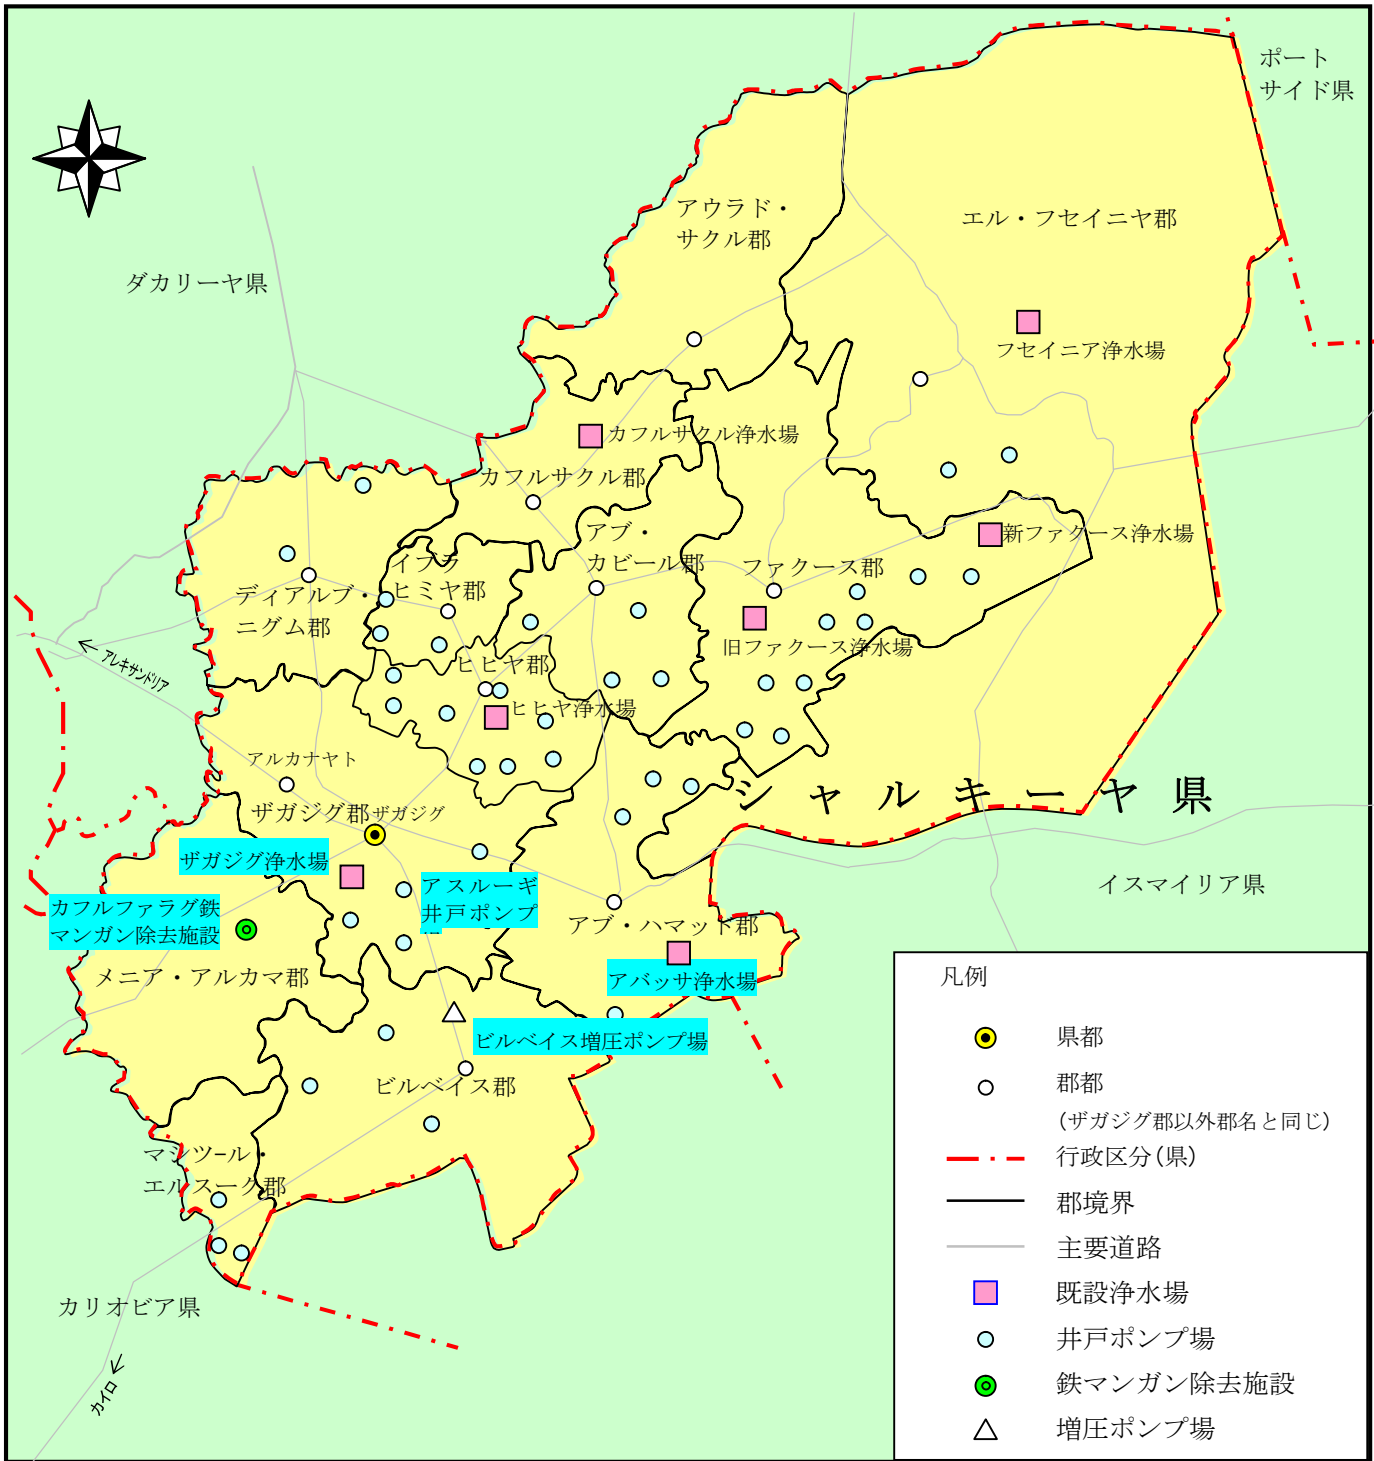 ポート
サイド県
アウラド・
サクル郡
エル・フセイニヤ郡
ダカリーヤ県
フセイニア浄水場
カフルサクル浄水場
カフルサクル郡
アブ・
カビール郡
新ファクース浄水場
イブラ
ヒミヤ郡
ファクース郡
ディアルブ・
ニグム郡
旧ファクース浄水場
ヒヒヤ郡
アレキサンドリア
ヒヒヤ浄水場
アルカナヤト
シャルキーヤ県
ザガジグ郡
ザガジグ
ザガジグ浄水場
アスルーギ
井戸ポンプ
イスマイリア県
カフルファラグ鉄
マンガン除去施設
アブ・ハマッド郡
メニア・アルカマ郡
アバッサ浄水場
ビルベイス増圧ポンプ場
ビルベイス郡
マシツール・
エルスーク郡
カリオビア県
カイロ
凡例
県都
郡都
(ザガジグ郡以外郡名と同じ)
行政区分(県)
郡境界
主要道路
既設浄水場
井戸ポンプ場
鉄マンガン除去施設
増圧ポンプ場